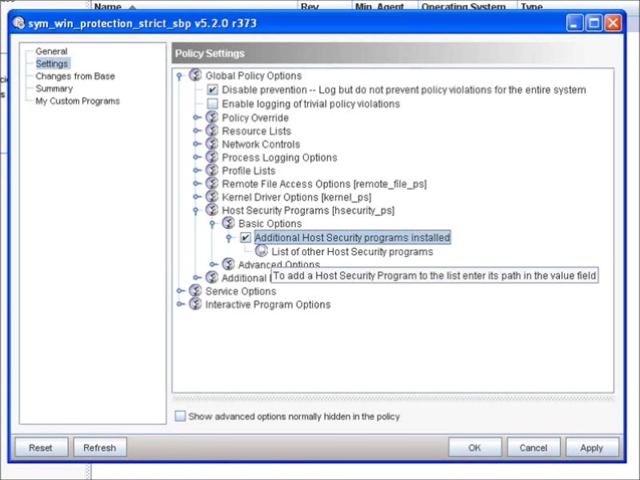 Name
Rev
Min. Agent
Operating System
Type
sym_win_protection_strict_sbp v5.2.0 r373
General
Settings
Changes from Base
Summary
My Custom Programs
Policy Settings
Global Policy Options
Disable prevention -- Log but do not prevent policy violations for the entire system
Enable logging of trivial policy violations
Policy Override
Resource Lists
Network Controls
Process Logging Options
Profile Lists
Remote File Access Options [remote_file_ps]
Kernel Driver Options [kernel_ps]
Host Security Programs [hsecurity_ps]
Basic Options
Additional Host Security programs installed
List of other Host Security programs
Advanced Options
To add a Host Security Program to the list enter its path in the value field
Additional
Service Options
Interactive Program Options
Show advanced options normally hidden in the policy
Reset
Refresh
OK
Cancel
Apply